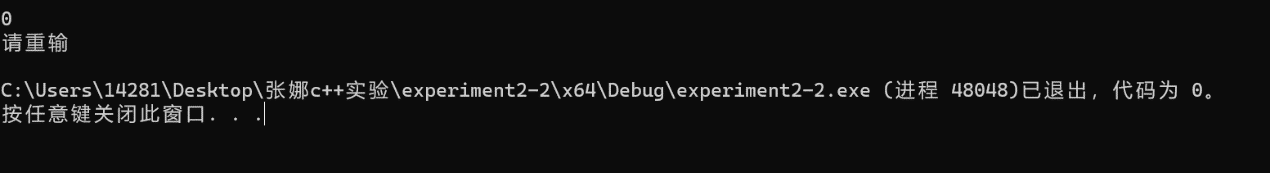 0
请重输
C:\Users\14281\Desktop\张娜c++实验\experiment2-2\x64\Debug\experiment2-2.exe (进程 48048)已退出，代码为 0。
按任意键关闭此窗口. . .